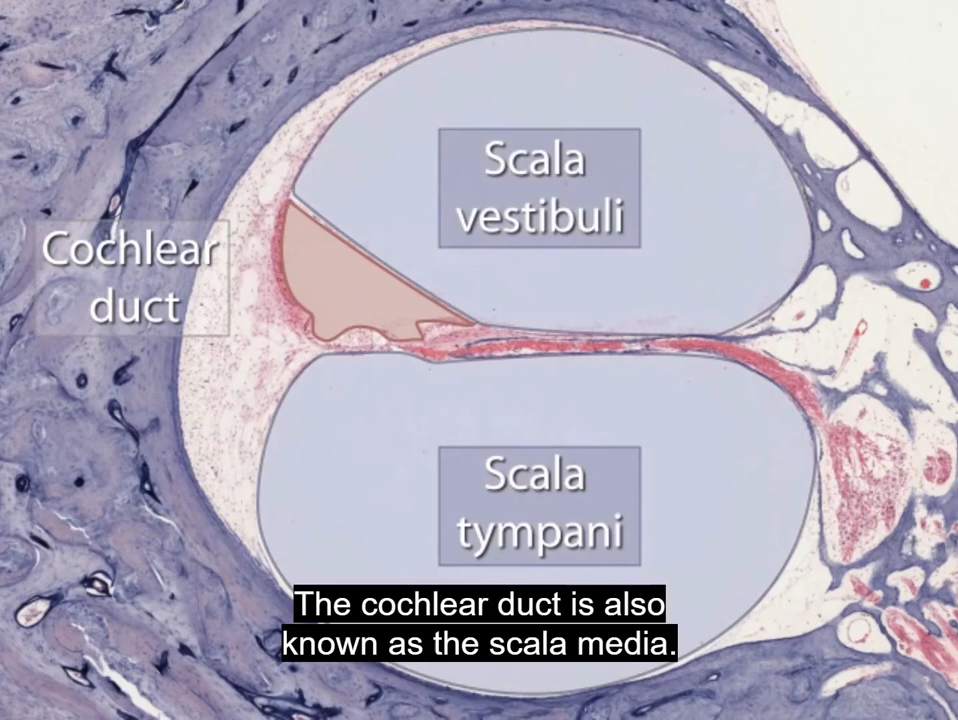 Scala
vestibuli
Cochlear
duct
Scala
tympani
The cochlear duct is also
known as the scala media.